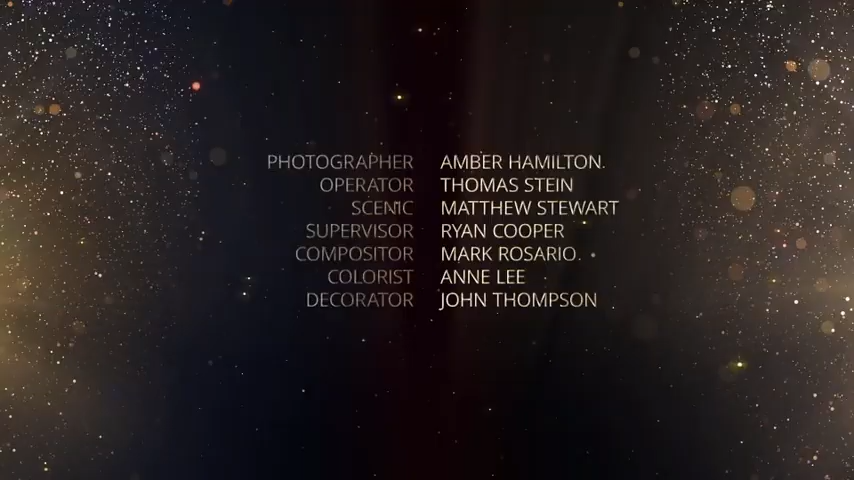 PHOTOGRAPHER AMBER HAMILTON
OPERATOR THOMAS STEIN
SCENIC MATTHEW STEWART
SUPERVISOR RYAN COOPER
COMPOSITOR MARK ROSARIO
COLORIST ANNE LEE
DECORATOR JOHN THOMPSON